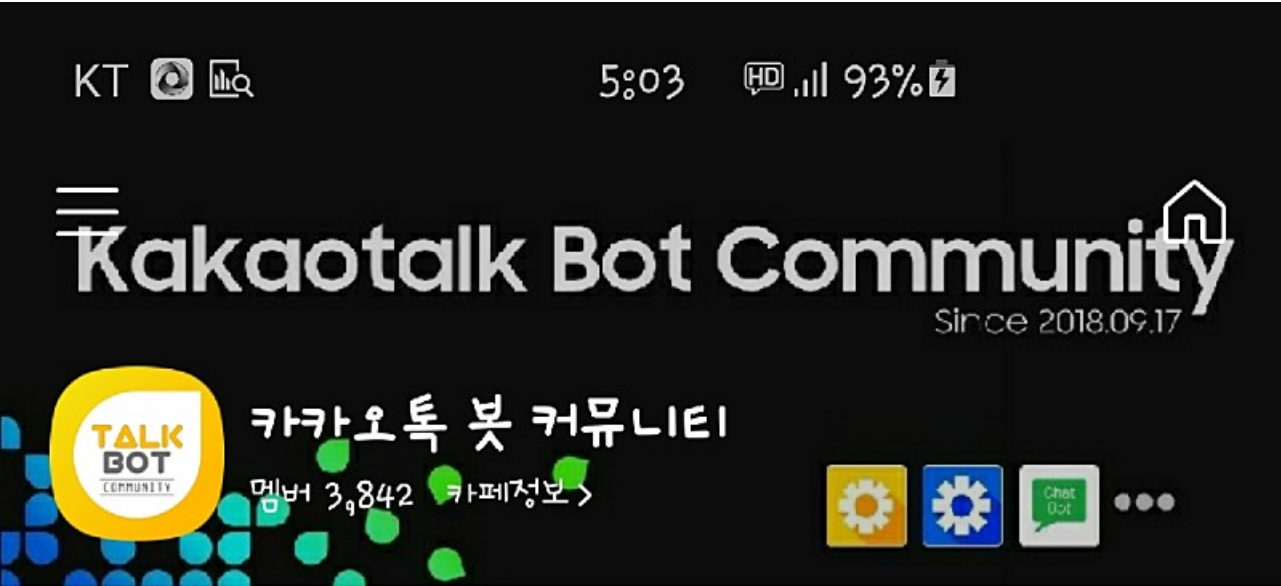 KT 5:03 HD 93%
Kakaotalk Bot Community
Since 2018.09.17
TALK
BOT
COMMUNITY
카카오톡 봇 커뮤니티
멤버 3,842 카페정보 >
Chat
Bot